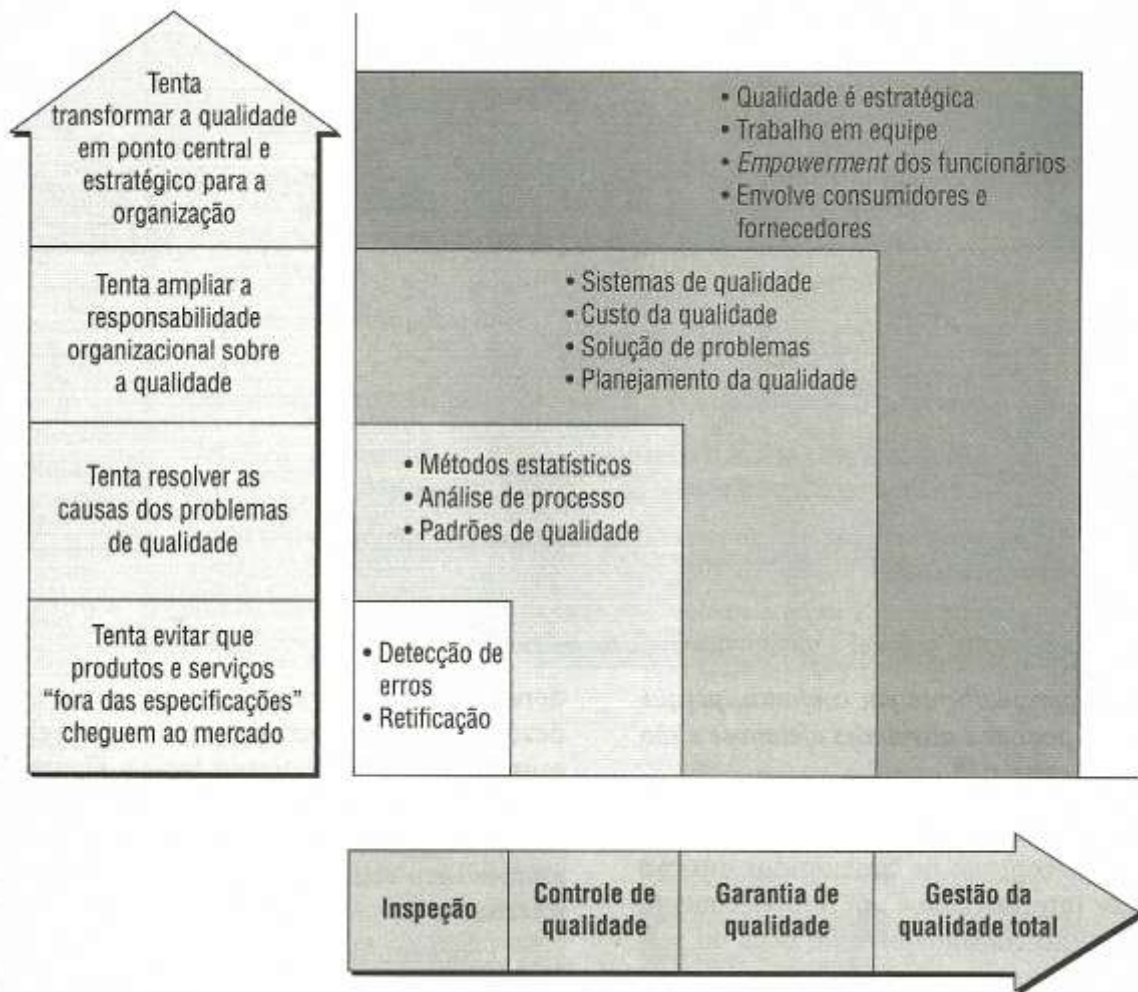 Tenta
transformar a qualidade
em ponto central e
estratégico para a
organização
Tenta ampliar a
responsabilidade
organizacional sobre
a qualidade
Tenta resolver as
causas dos problemas
de qualidade
Tenta evitar que
produtos e serviços
“fora das especificações”
cheguem ao mercado
• Qualidade é estratégica
• Trabalho em equipe
• Empowerment dos funcionários
• Envolve consumidores e
fornecedores
• Sistemas de qualidade
• Custo da qualidade
• Solução de problemas
• Planejamento da qualidade
• Métodos estatísticos
• Análise de processo
• Padrões de qualidade
• Detecção de
erros
• Retificação
Inspeção
Controle de
qualidade
Garantia de
qualidade
Gestão da
qualidade total